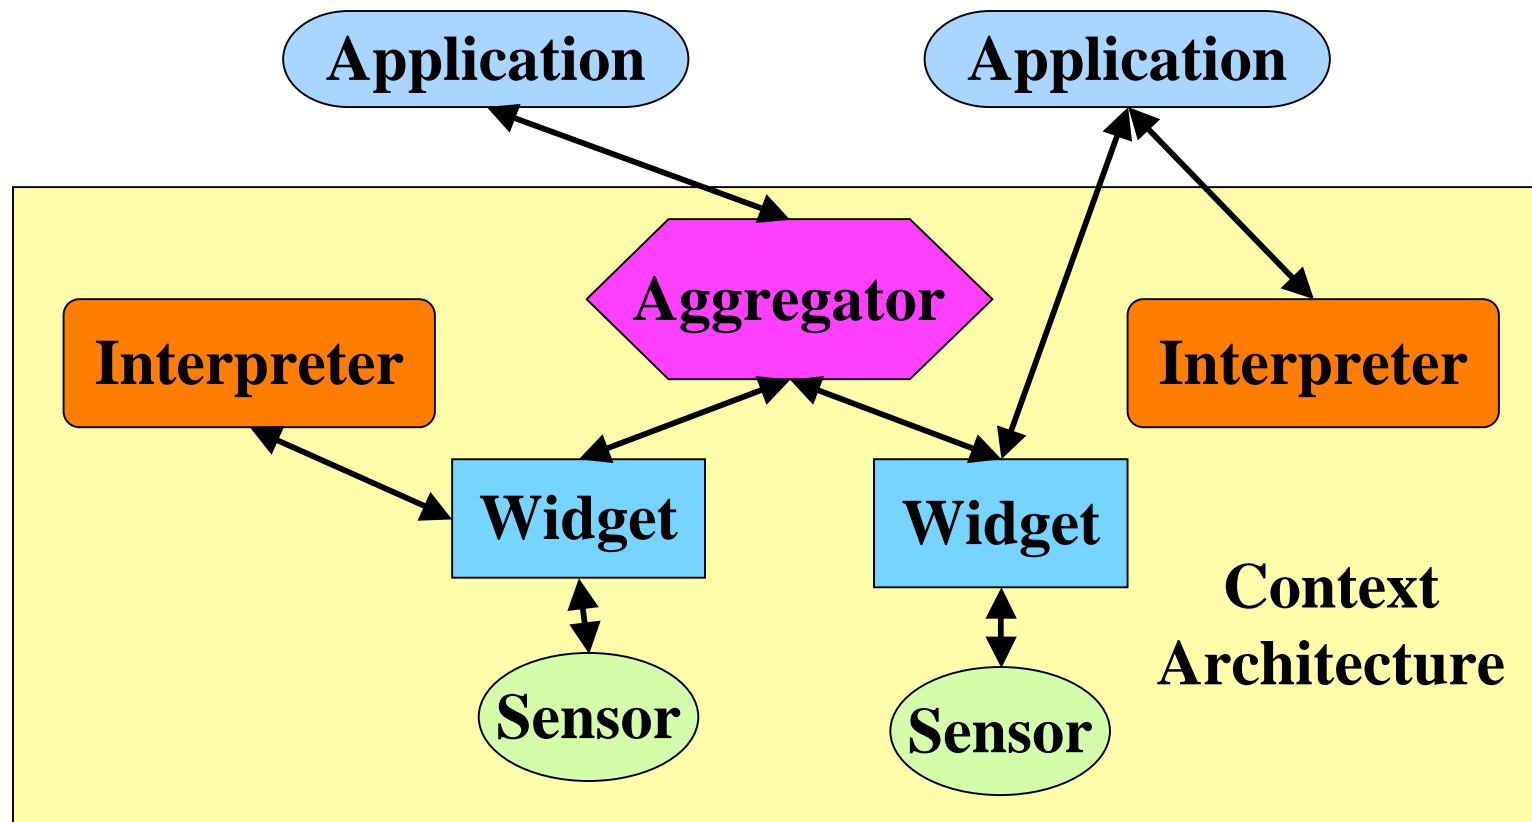 Application
Application
Aggregator
Interpreter
Interpreter
Widget
Widget
Context
Architecture
Sensor
Sensor